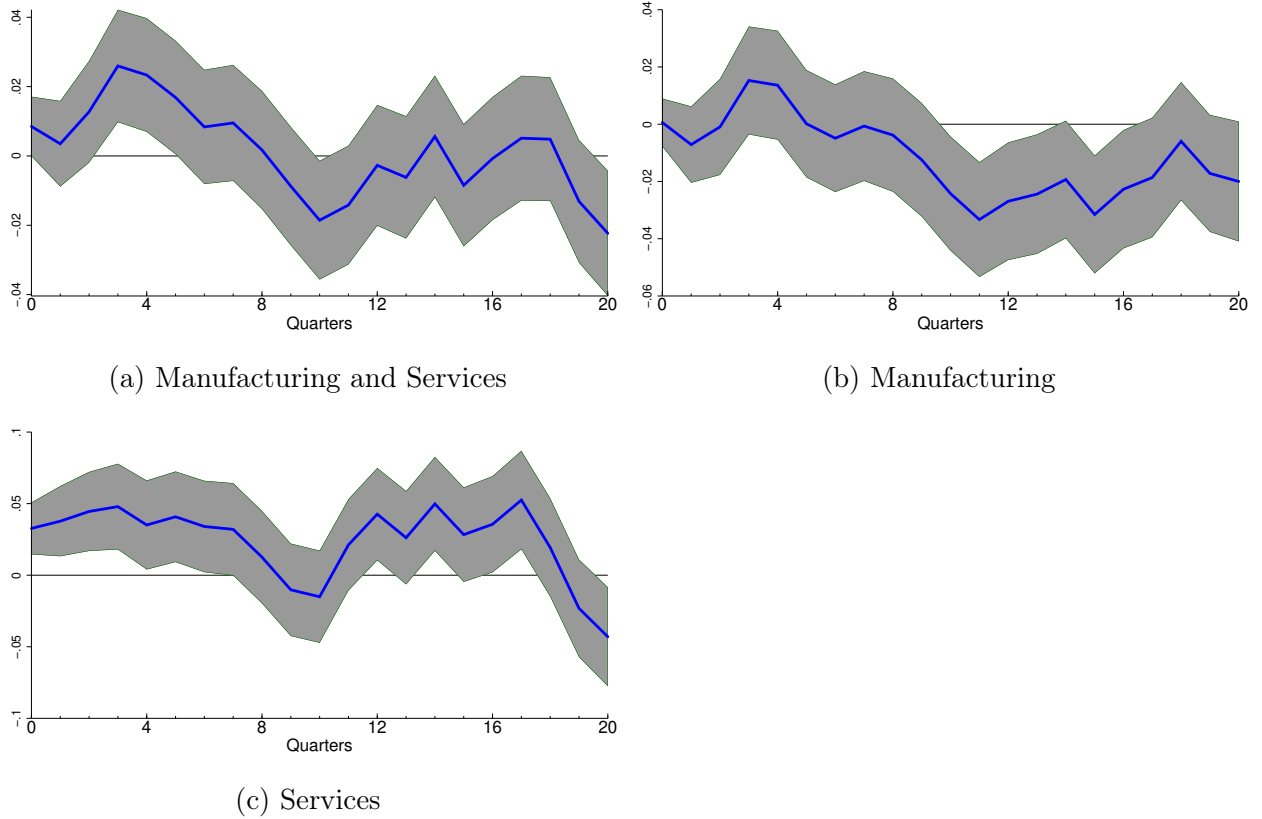 .04
.02
0
-.02
-.04
0 4 8 12 16 20
Quarters
(a) Manufacturing and Services
.04
.02
0
-.02
-.04
-.06
0 4 8 12 16 20
Quarters
(b) Manufacturing
.1
.05
0
-.05
-.1
0 4 8 12 16 20
Quarters
(c) Services